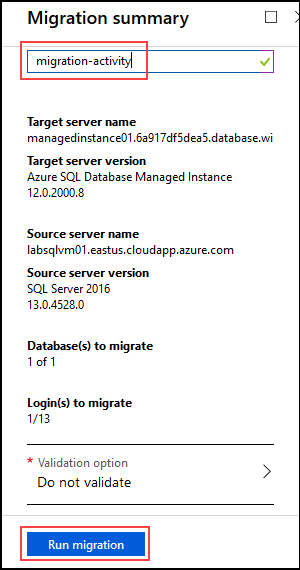 Migration summary
migration-activity
Target server name
managedinstance01.6a917df5dea5.database.wi
Target server version
Azure SQL Database Managed Instance
12.0.2000.8
Source server name
labsqlvm01.eastus.cloudapp.azure.com
Source server version
SQL Server 2016
13.0.4528.0
Database(s) to migrate
1 of 1
Login(s) to migrate
1/13
* Validation option
Do not validate
Run migration